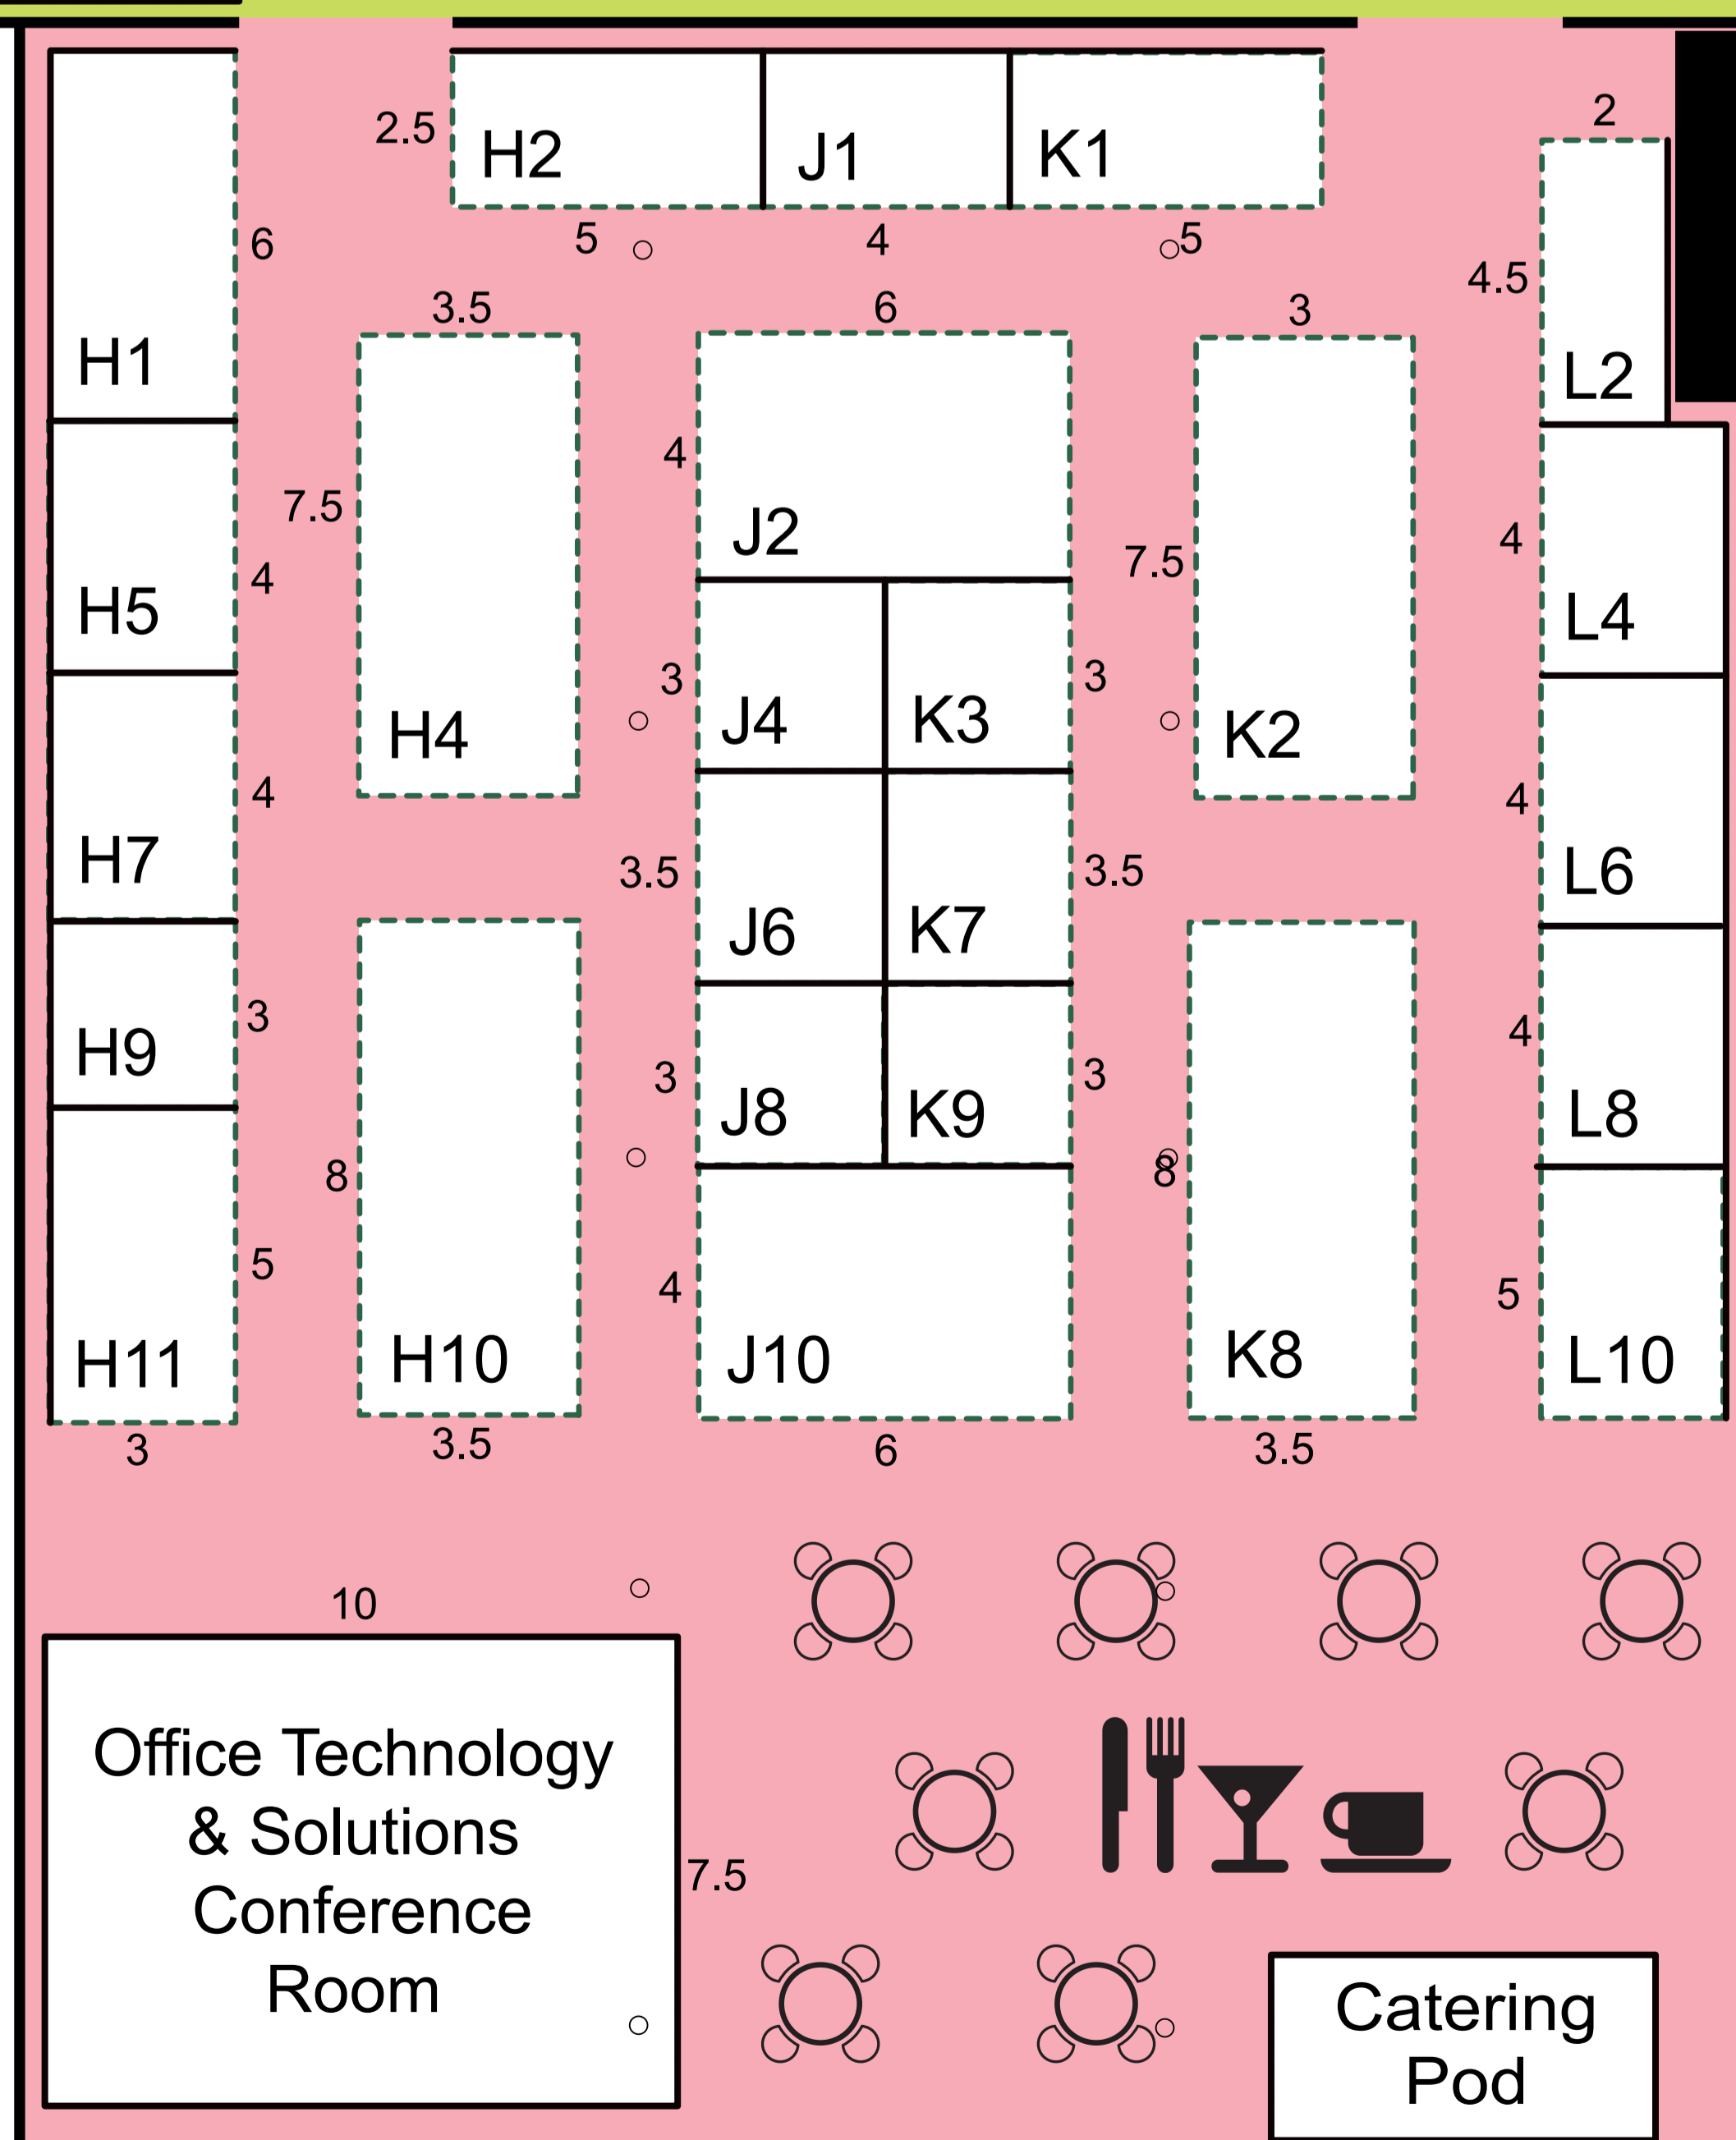 2
2.5
H2
J1
K1
6
5
4
5
4.5
3.5
6
3
H1
L2
4
7.5
J2
4
7.5
4
H5
L4
3
3
H4
J4
K3
K2
4
4
3.5
3.5
H7
J6
K7
L6
3
4
H9
3
3
J8
K9
L8
8
8
5
4
5
H11
H10
J10
K8
L10
3
3.5
6
3.5
10
Office Technology
& Solutions
Conference
Room
7.5
Catering
Pod